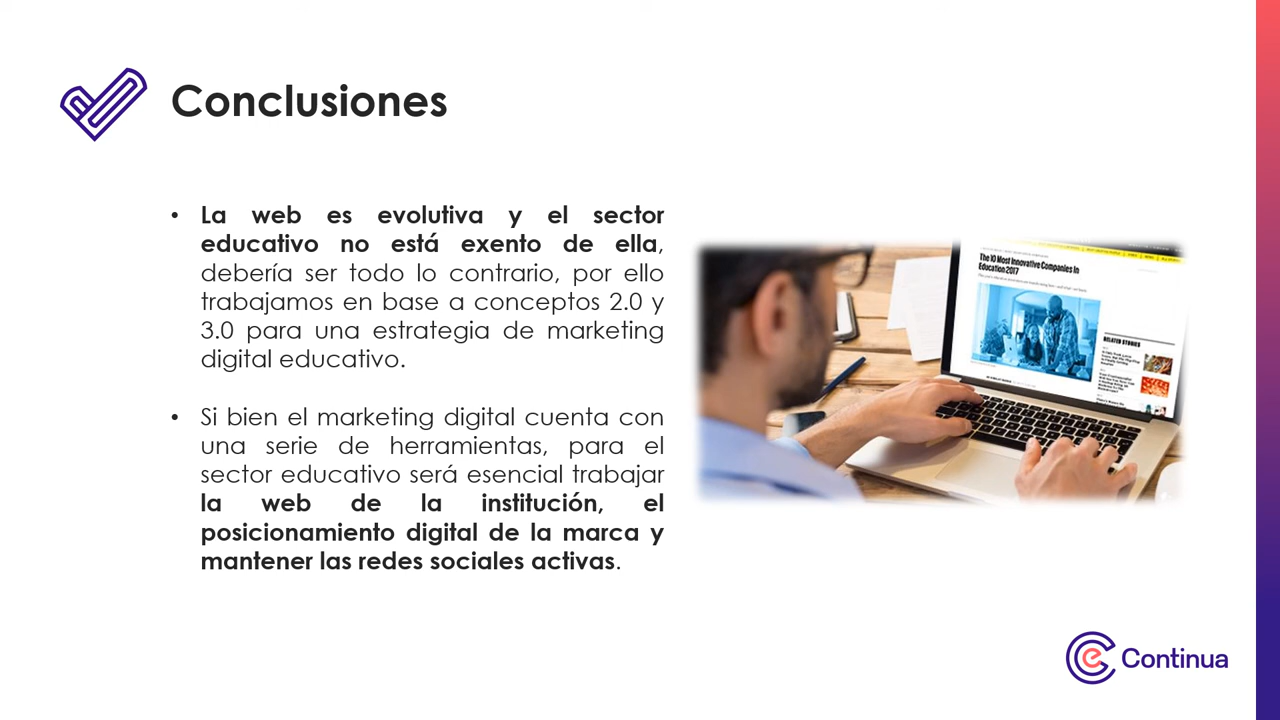 Conclusiones
• La web es evolutiva y el sector
educativo no está exento de ella,
debería ser todo lo contrario, por ello
trabajamos en base a conceptos 2.0 y
3.0 para una estrategia de marketing
digital educativo.
• Si bien el marketing digital cuenta con
una serie de herramientas, para el
sector educativo será esencial trabajar
la web de la institución, el
posicionamiento digital de la marca y
mantener las redes sociales activas.
The 10 Most Innovative Companies In
Education 2017
RELATED STORIES
Continua